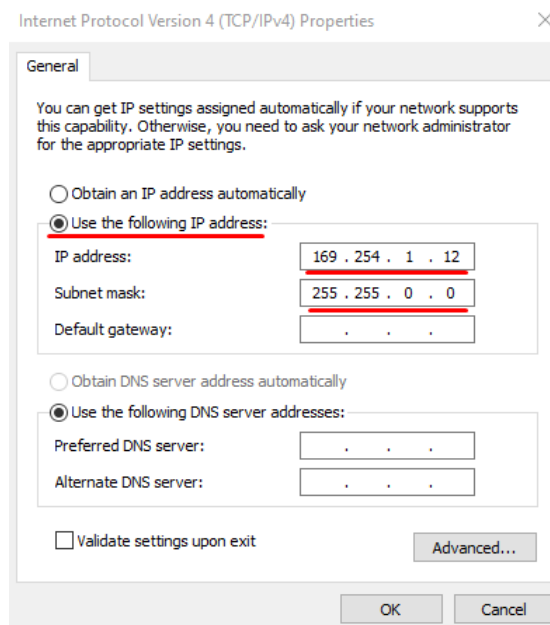 Internet Protocol Version 4 (TCP/IPv4) Properties
General
You can get IP settings assigned automatically if your network supports
this capability. Otherwise, you need to ask your network administrator
for the appropriate IP settings.
Obtain an IP address automatically
Use the following IP address:
IP address: 169 . 254 . 1 . 12
Subnet mask: 255 . 255 . 0 . 0
Default gateway: . . .
Obtain DNS server address automatically
Use the following DNS server addresses:
Preferred DNS server: . . .
Alternate DNS server: . . .
Validate settings upon exit
Advanced...
OK Cancel